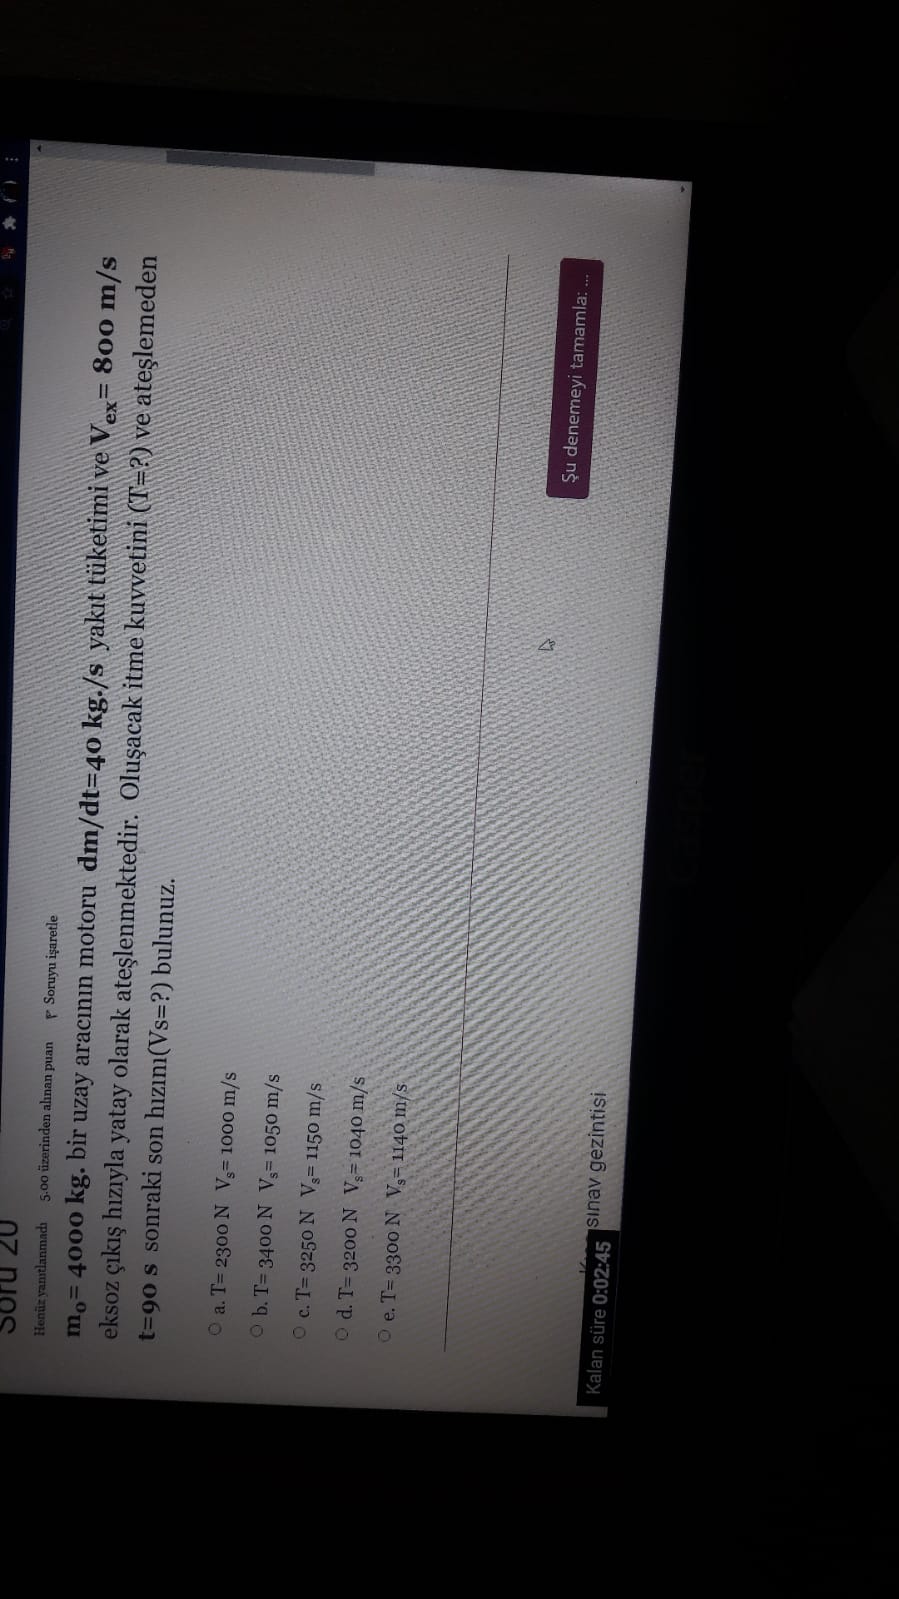 Soru 20
Henüz yanıtlanmadı 5.00 üzerinden alınan puan Soruyu işaretle
m₀= 4000 kg. bir uzay aracının motoru dm/dt=40 kg./s yakıt tüketimi ve Vₑₓ= 800 m/s
eksoz çıkış hızıyla yatay olarak ateşlenmektedir. Oluşacak itme kuvvetini (T=?) ve ateşlemeden
t=90 s sonraki son hızını(Vs=?) bulunuz.
a. T= 2300 N Vₛ= 1000 m/s
b. T= 3400 N Vₛ= 1050 m/s
c. T= 3250 N Vₛ= 1150 m/s
d. T= 3200 N Vₛ= 1040 m/s
e. T= 3300 N Vₛ= 1140 m/s
Şu denemeyi tamamla: ...
sınav gezintisi
Kalan süre 0:02:45
Casper